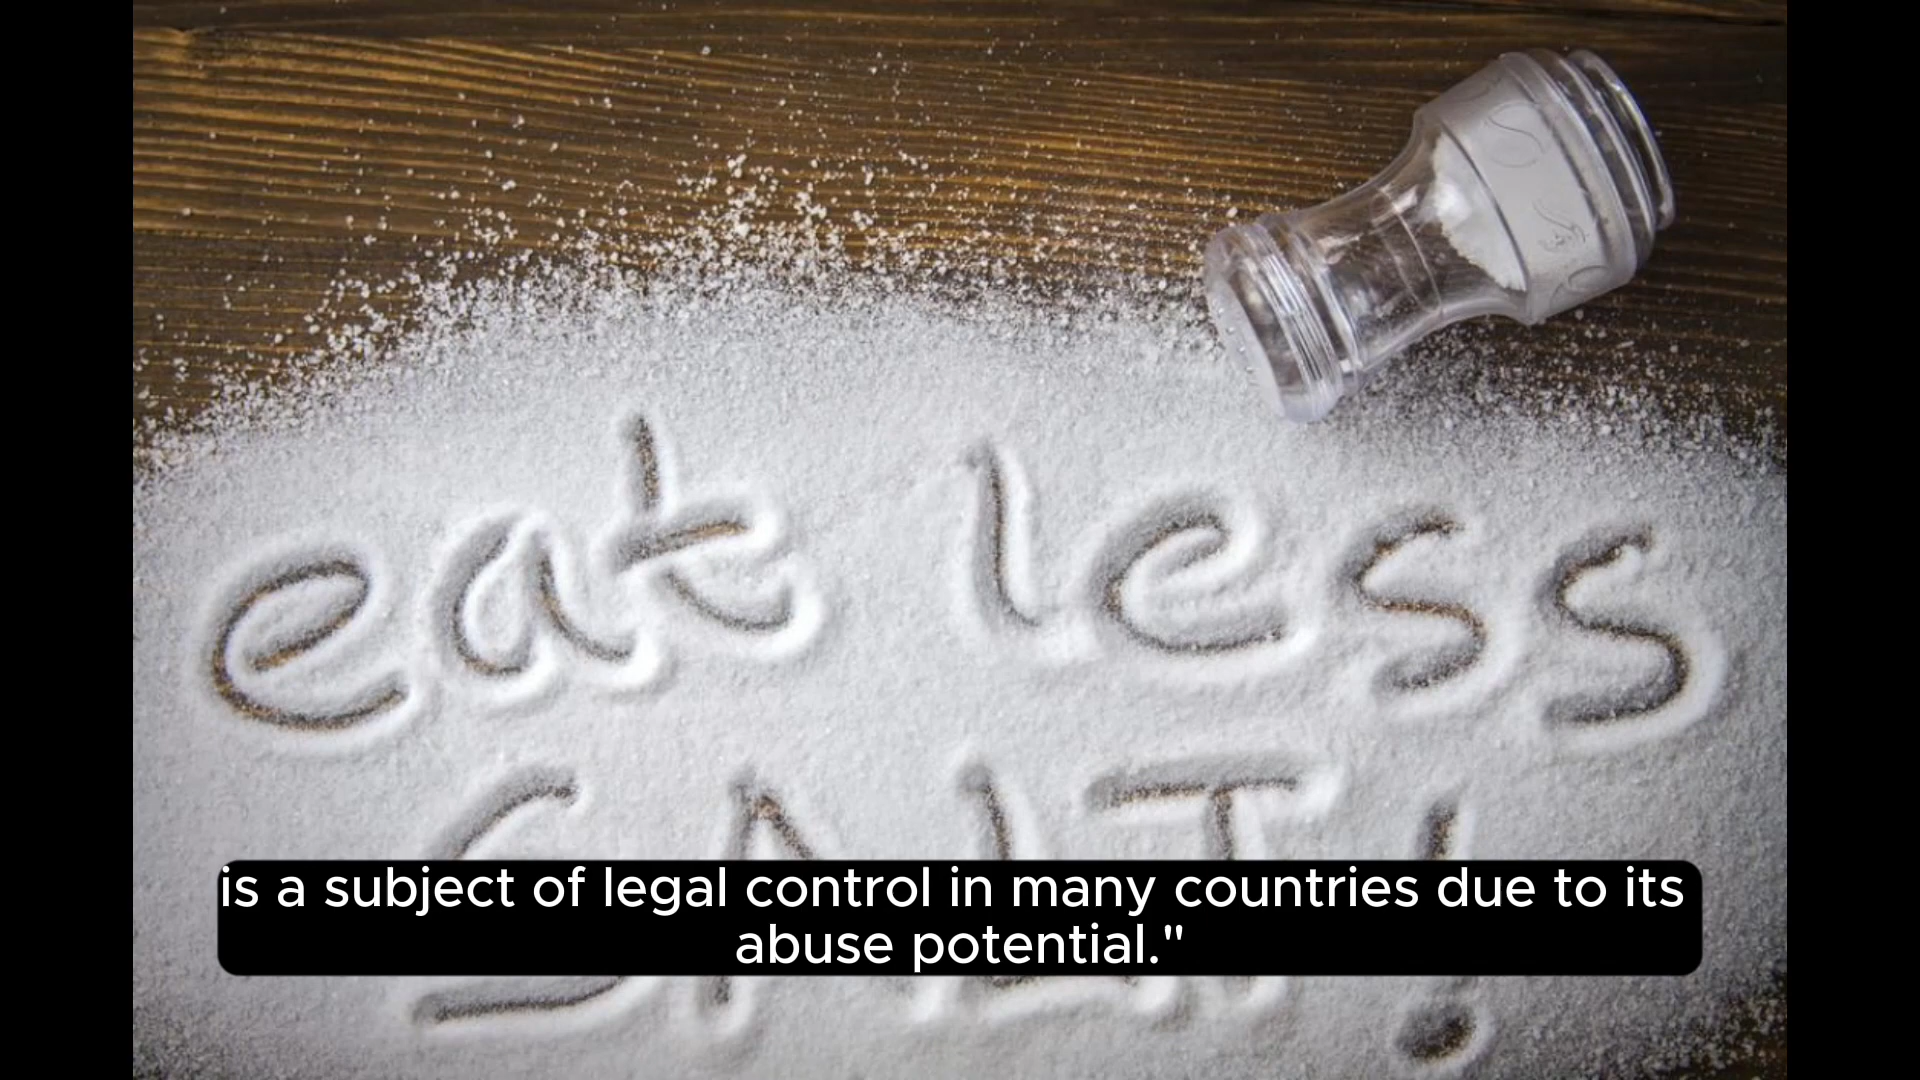 eat less
SALT!
is a subject of legal control in many countries due to its
abuse potential."